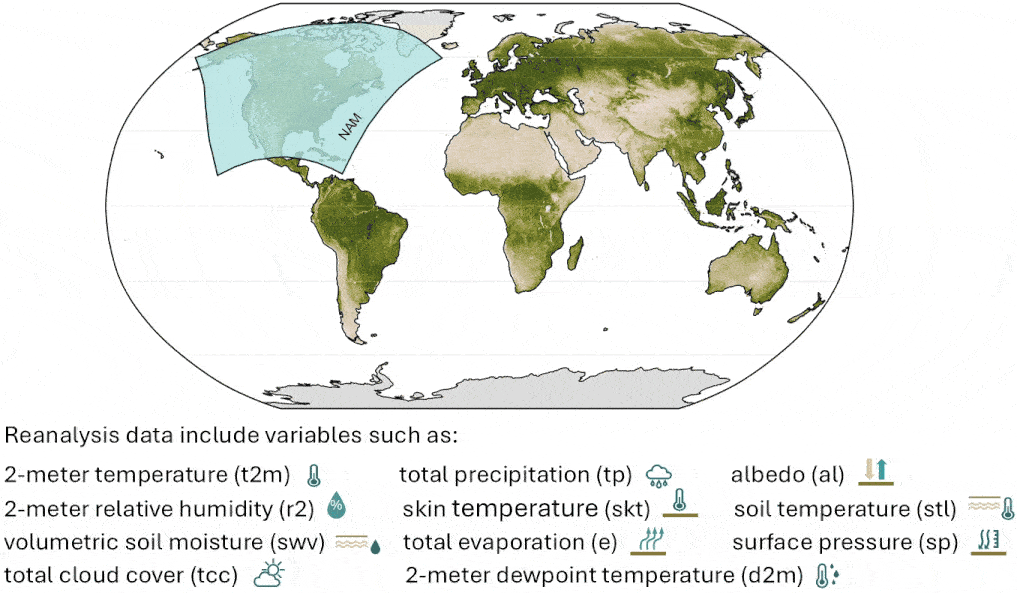 NAM
Reanalysis data include variables such as:
2-meter temperature (t2m) total precipitation (tp) albedo (al)
2-meter relative humidity (r2) % skin temperature (skt) soil temperature (stl)
volumetric soil moisture (swv) total evaporation (e) surface pressure (sp)
total cloud cover (tcc) 2-meter dewpoint temperature (d2m)